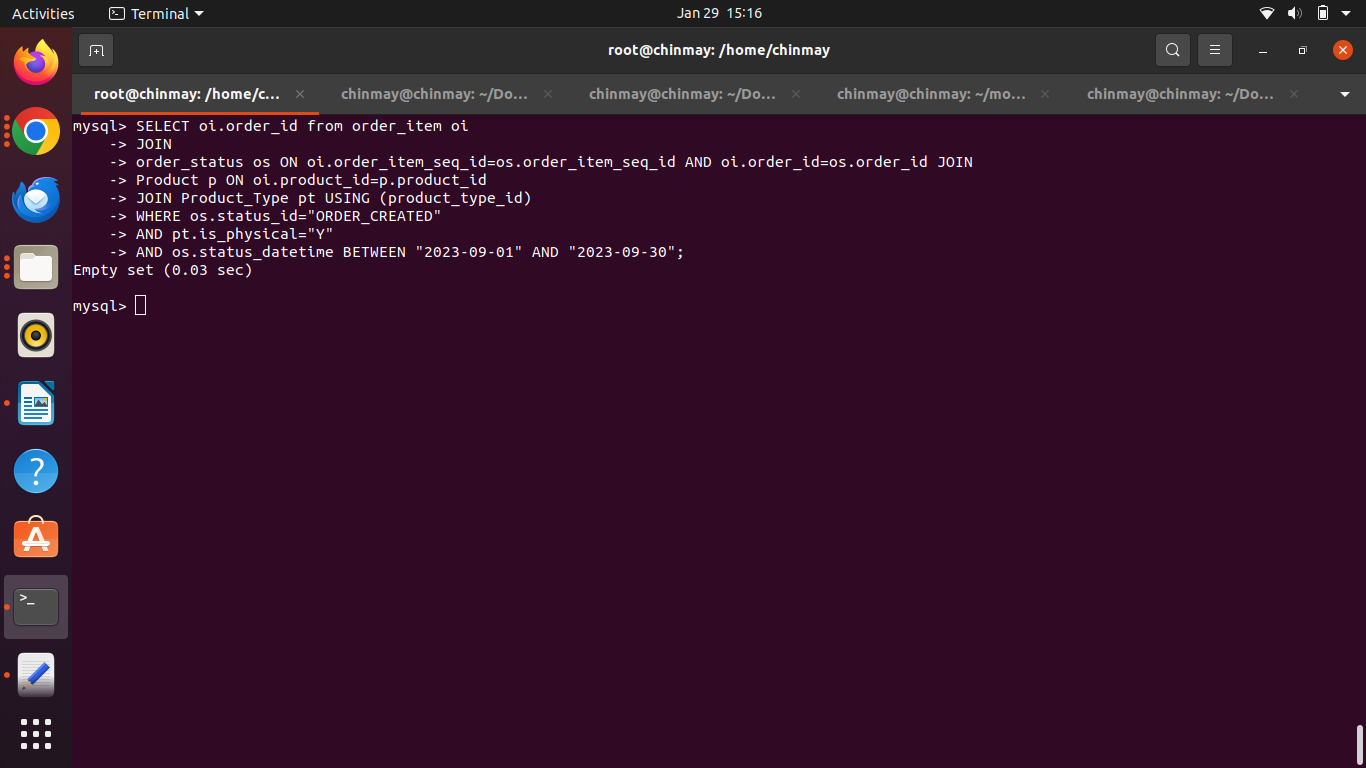 Activities
Terminal
Jan 29 15:16
root@chinmay: /home/chinmay
root@chinmay: /home/c...
chinmay@chinmay: ~/Do...
chinmay@chinmay: ~/Do...
chinmay@chinmay: ~/mo...
chinmay@chinmay: ~/Do...
mysql> SELECT oi.order_id from order_item oi
    -> JOIN
    -> order_status os ON oi.order_item_seq_id=os.order_item_seq_id AND oi.order_id=os.order_id JOIN
    -> Product p ON oi.product_id=p.product_id
    -> JOIN Product_Type pt USING (product_type_id)
    -> WHERE os.status_id="ORDER_CREATED"
    -> AND pt.is_physical="Y"
    -> AND os.status_datetime BETWEEN "2023-09-01" AND "2023-09-30";
Empty set (0.03 sec)
mysql>